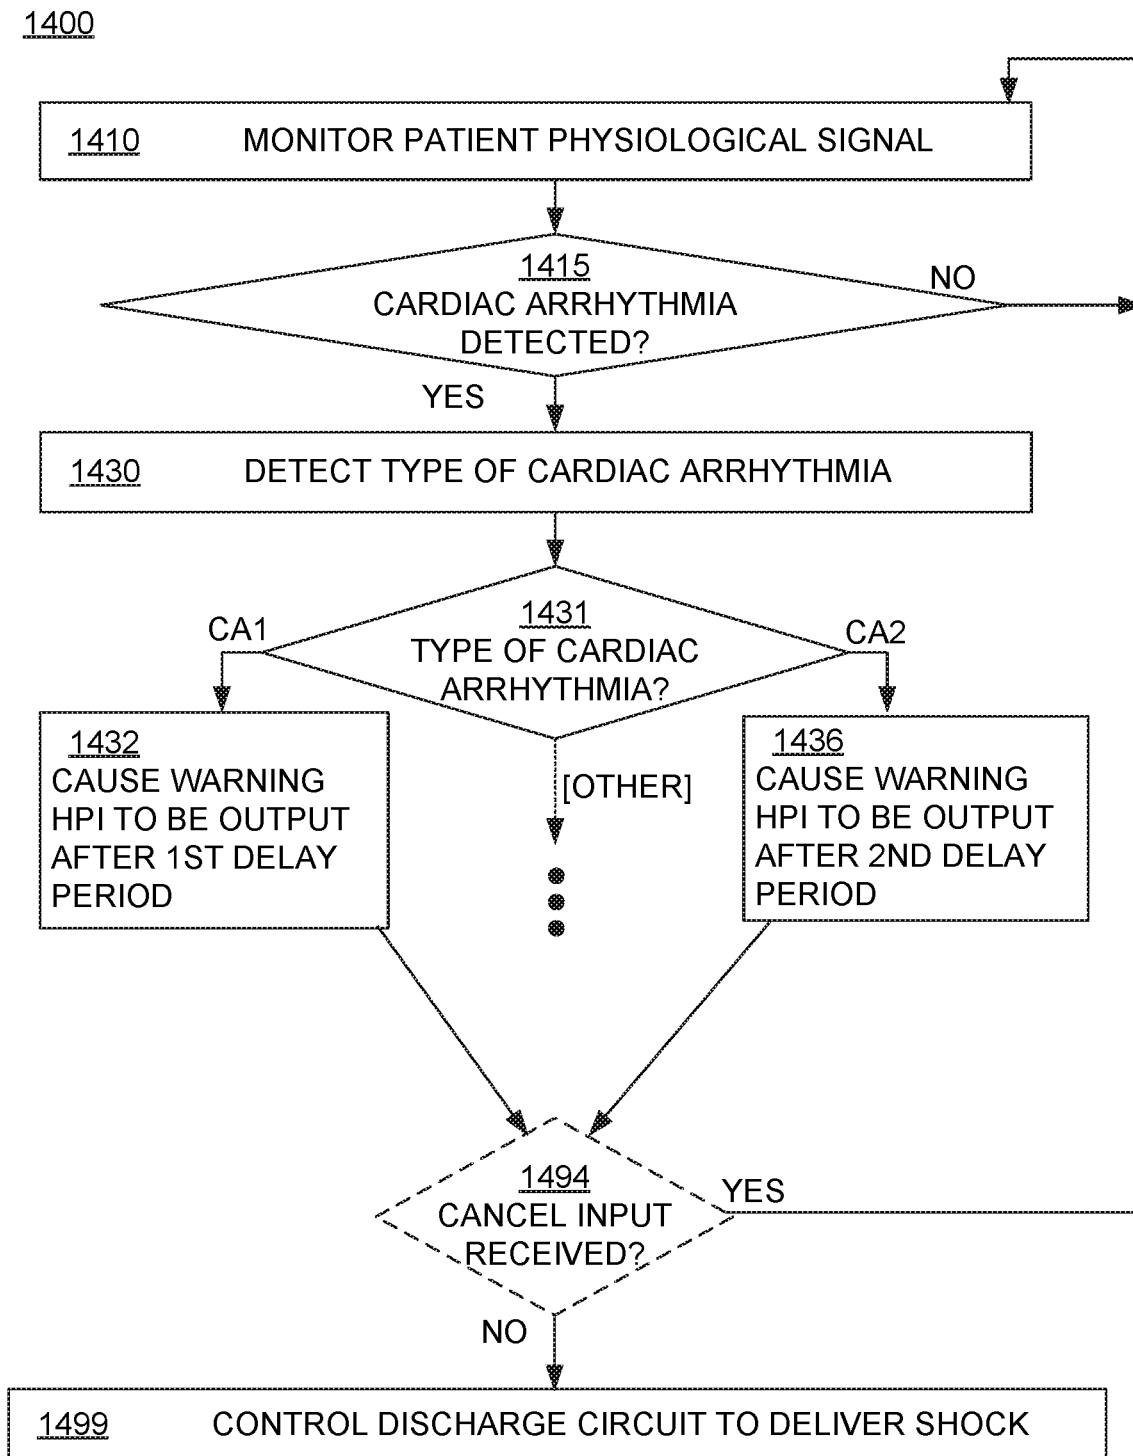 1400
1410 MONITOR PATIENT PHYSIOLOGICAL SIGNAL
1415
CARDIAC ARRHYTHMIA
DETECTED?
NO
YES
1430 DETECT TYPE OF CARDIAC ARRHYTHMIA
1431
TYPE OF CARDIAC
ARRHYTHMIA?
CA1
CA2
[OTHER]
1432
CAUSE WARNING
HPI TO BE OUTPUT
AFTER 1ST DELAY
PERIOD
1436
CAUSE WARNING
HPI TO BE OUTPUT
AFTER 2ND DELAY
PERIOD
1494
CANCEL INPUT
RECEIVED?
YES
NO
1499 CONTROL DISCHARGE CIRCUIT TO DELIVER SHOCK